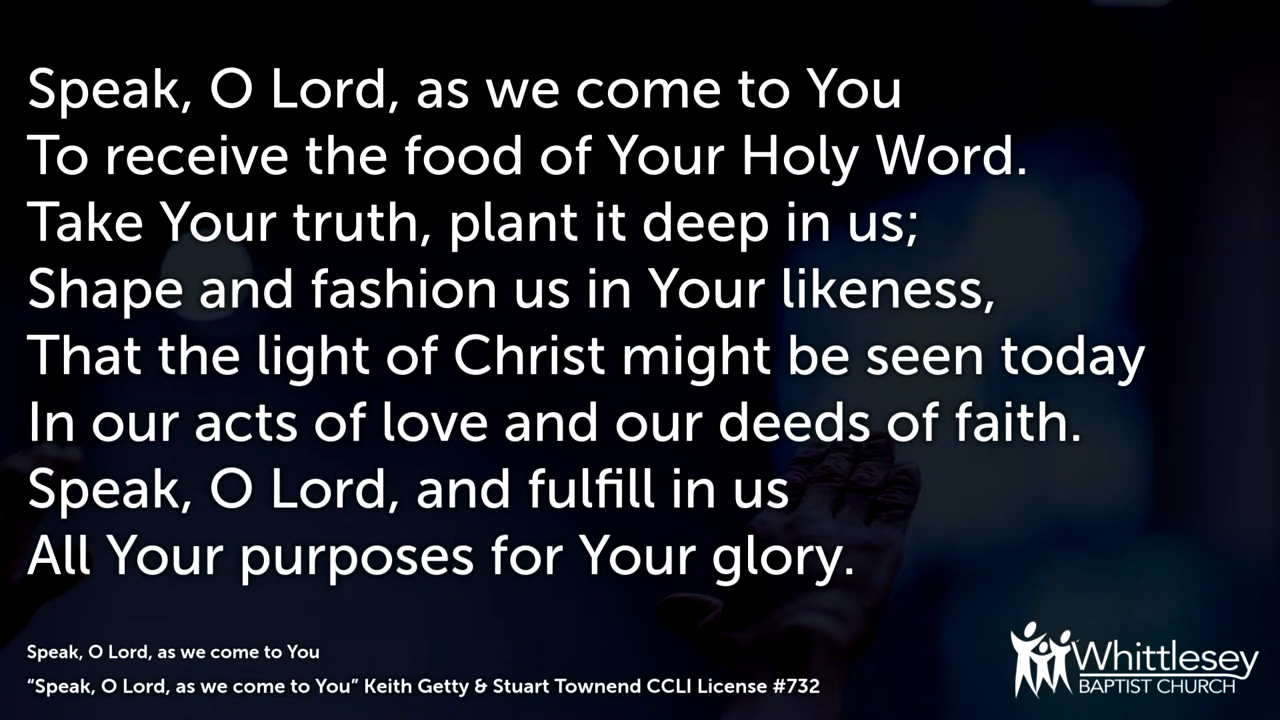 Speak, O Lord, as we come to You
To receive the food of Your Holy Word.
Take Your truth, plant it deep in us;
Shape and fashion us in Your likeness,
That the light of Christ might be seen today
In our acts of love and our deeds of faith.
Speak, O Lord, and fulfill in us
All Your purposes for Your glory.
Speak, O Lord, as we come to You
“Speak, O Lord, as we come to You” Keith Getty & Stuart Townend CCLI License #732
Whittlesey
BAPTIST CHURCH